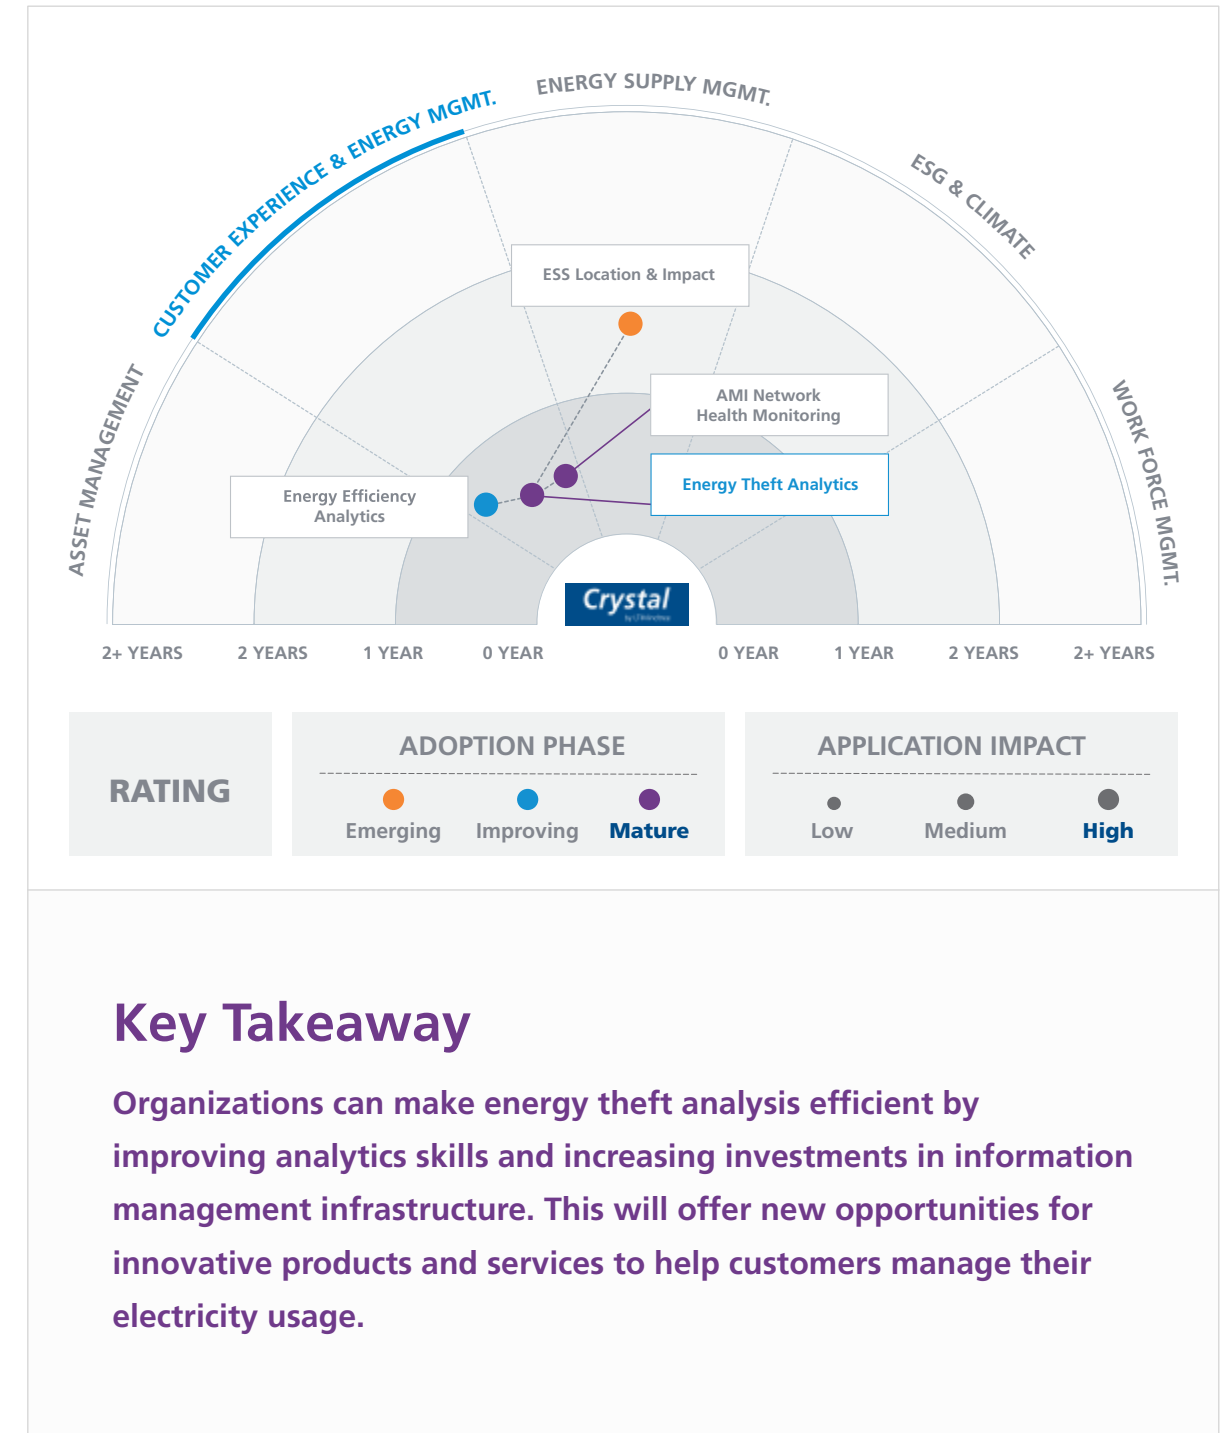 ENERGY SUPPLY MGMT.
CUSTOMER EXPERIENCE & ENERGY MGMT.
ESG & CLIMATE
ASSET MANAGEMENT
WORK FORCE MGMT.
ESS Location & Impact
AMI Network
Health Monitoring
Energy Theft Analytics
Energy Efficiency
Analytics
Crystal
2+ YEARS 2 YEARS 1 YEAR 0 YEAR 0 YEAR 1 YEAR 2 YEARS 2+ YEARS
RATING
ADOPTION PHASE
Emerging Improving Mature
APPLICATION IMPACT
Low Medium High
Key Takeaway
Organizations can make energy theft analysis efficient by
improving analytics skills and increasing investments in information
management infrastructure. This will offer new opportunities for
innovative products and services to help customers manage their
electricity usage.